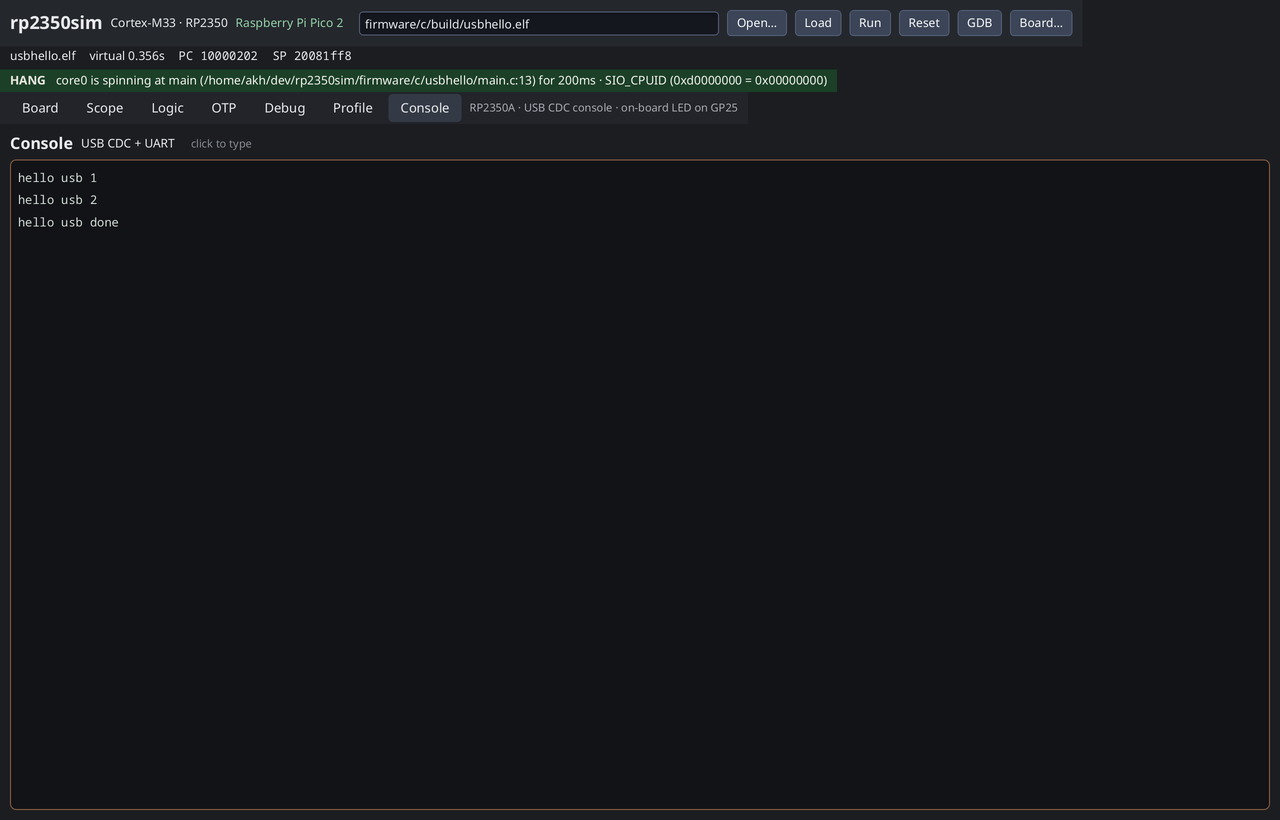 rp2350sim Cortex-M33 · RP2350 Raspberry Pi Pico 2 firmware/c/build/usbhello.elf Open... Load Run Reset GDB Board...
usbhello.elf virtual 0.356s PC 10000202 SP 20081ff8
HANG core0 is spinning at main (/home/akh/dev/rp2350sim/firmware/c/usbhello/main.c:13) for 200ms · SIO_CPUID (0xd0000000 = 0x00000000)
Board Scope Logic OTP Debug Profile Console RP2350A · USB CDC console · on-board LED on GP25
Console USB CDC + UART click to type
hello usb 1
hello usb 2
hello usb done